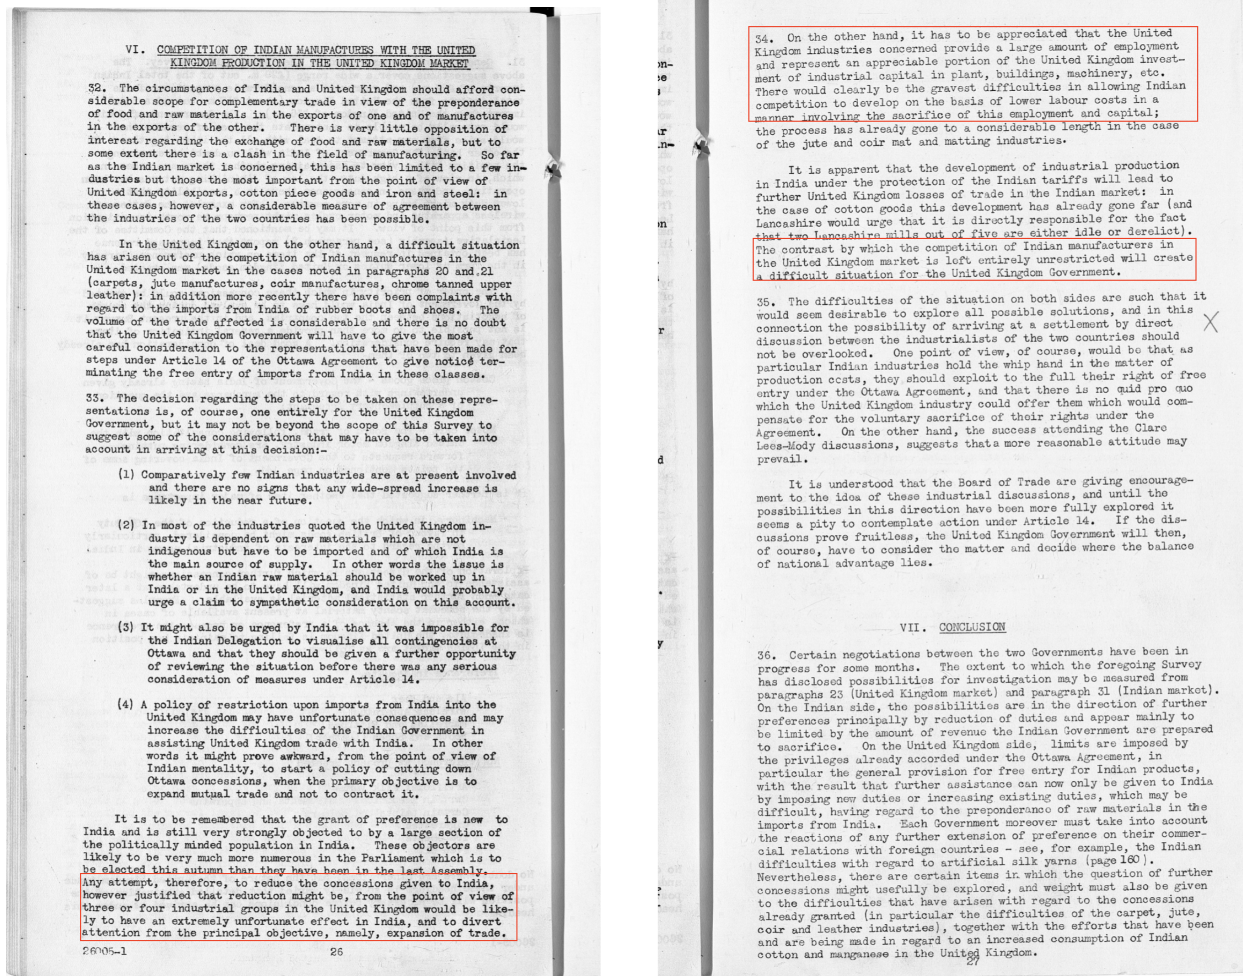 VI. COMPETITION OF INDIAN MANUFACTURES WITH THE UNITED
KINGDOM PRODUCTION IN THE UNITED KINGDOM MARKET
32. The circumstances of India and United Kingdom should afford con-
siderable scope for complementary trade in view of the preponderance
of food and raw materials in the exports of one and of manufactures
in the exports of the other. There is very little opposition of
interest regarding the exchange of food and raw materials, but to
some extent there is a clash in the field of manufacturing. So far
as the Indian market is concerned, this has been limited to a few in-
dustries but those the most important from the point of view of
United Kingdom exports, cotton piece goods and iron and steel: in
these cases, however, a considerable measure of agreement between
the industries of the two countries has been possible.
In the United Kingdom, on the other hand, a difficult situation
has arisen out of the competition of Indian manufactures in the
United Kingdom market in the cases noted in paragraphs 20 and 21
(carpets, jute manufactures, coir manufactures, chrome tanned upper
leather): in addition more recently there have been complaints with
regard to the imports from India of rubber boots and shoes. The
volume of the trade affected is considerable and there is no doubt
that the United Kingdom Government will have to give the most
careful consideration to the representations that have been made for
steps under Article 14 of the Ottawa Agreement to give notice ter-
minating the free entry of imports from India in these classes.
33. The decision regarding the steps to be taken on these repre-
sentations is, of course, one entirely for the United Kingdom
Government, but it may not be beyond the scope of this Survey to
suggest some of the considerations that may have to be taken into
account in arriving at this decision:-
(1) Comparatively few Indian industries are at present involved
and there are no signs that any wide-spread increase is
likely in the near future.
(2) In most of the industries quoted the United Kingdom in-
dustry is dependent on raw materials which are not
indigenous but have to be imported and of which India is
the main source of supply. In other words the issue is
whether an Indian raw material should be worked up in
India or in the United Kingdom, and India would probably
urge a claim to sympathetic consideration on this account.
(3) It might also be urged by India that it was impossible for
the Indian Delegation to visualise all contingencies at
Ottawa and that they should be given a further opportunity
of reviewing the situation before there was any serious
consideration of measures under Article 14.
(4) A policy of restriction upon imports from India into the
United Kingdom may have unfortunate consequences and may
increase the difficulties of the Indian Government in
assisting United Kingdom trade with India. In other
words it might prove awkward, from the point of view of
Indian mentality, to start a policy of cutting down
Ottawa concessions, when the primary objective is to
expand mutual trade and not to contract it.
It is to be remembered that the grant of preference is new to
India and is still very strongly objected to by a large section of
the politically minded population in India. These objectors are
likely to be very much more numerous in the Parliament which is to
be elected this autumn than they have been in the last Assembly.
Any attempt, therefore, to reduce the concessions given to India,
however justified that reduction might be, from the point of view of
three or four industrial groups in the United Kingdom would be like-
ly to have an extremely unfortunate effect in India, and to divert
attention from the principal objective, namely, expansion of trade.
26006-1 26
34. On the other hand, it has to be appreciated that the United
Kingdom industries concerned provide a large amount of employment
and represent an appreciable portion of the United Kingdom invest-
ment of industrial capital in plant, buildings, machinery, etc.
There would clearly be the gravest difficulties in allowing Indian
competition to develop on the basis of lower labour costs in a
manner involving the sacrifice of this employment and capital;
the process has already gone to a considerable length in the case
of the jute and coir mat and matting industries.
It is apparent that the development of industrial production
in India under the protection of the Indian tariffs will lead to
further United Kingdom losses of trade in the Indian market: in
the case of cotton goods this development has already gone far (and
Lancashire would urge that it is directly responsible for the fact
that two Lancashire mills out of five are either idle or derelict).
The contrast by which the competition of Indian manufacturers in
the United Kingdom market is left entirely unrestricted will create
a difficult situation for the United Kingdom Government.
35. The difficulties of the situation on both sides are such that it
would seem desirable to explore all possible solutions, and in this
connection the possibility of arriving at a settlement by direct
discussion between the industrialists of the two countries should
not be overlooked. One point of view, of course, would be that as
particular Indian industries hold the whip hand in the matter of
production costs, they should exploit to the full their right of free
entry under the Ottawa Agreement, and that there is no quid pro quo
which the United Kingdom industry could offer them which would com-
pensate for the voluntary sacrifice of their rights under the
Agreement. On the other hand, the success attending the Clare
Lees-Mody discussions, suggests that a more reasonable attitude may
prevail.
It is understood that the Board of Trade are giving encourage-
ment to the idea of these industrial discussions, and until the
possibilities in this direction have been more fully explored it
seems a pity to contemplate action under Article 14. If the dis-
cussions prove fruitless, the United Kingdom Government will then,
of course, have to consider the matter and decide where the balance
of national advantage lies.
VII. CONCLUSION
36. Certain negotiations between the two Governments have been in
progress for some months. The extent to which the foregoing Survey
has disclosed possibilities for investigation may be measured from
paragraphs 23 (United Kingdom market) and paragraph 31 (Indian market).
On the Indian side, the possibilities are in the direction of further
preferences principally by reduction of duties and appear mainly to
be limited by the amount of revenue the Indian Government are prepared
to sacrifice. On the United Kingdom side, limits are imposed by
the privileges already accorded under the Ottawa Agreement, in
particular the general provision for free entry for Indian products,
with the result that further assistance can now only be given to India
by imposing new duties or increasing existing duties, which may be
difficult, having regard to the preponderance of raw materials in the
imports from India. Each Government moreover must take into account
the reactions of any further extension of preference on their commer-
cial relations with foreign countries - see, for example, the Indian
difficulties with regard to artificial silk yarns (page 160).
Nevertheless, there are certain items in which the question of further
concessions might usefully be explored, and weight must also be given
to the difficulties that have arisen with regard to the concessions
already granted (in particular the difficulties of the carpet, jute,
coir and leather industries), together with the efforts that have been
and are being made in regard to an increased consumption of Indian
cotton and manganese in the United Kingdom.
27